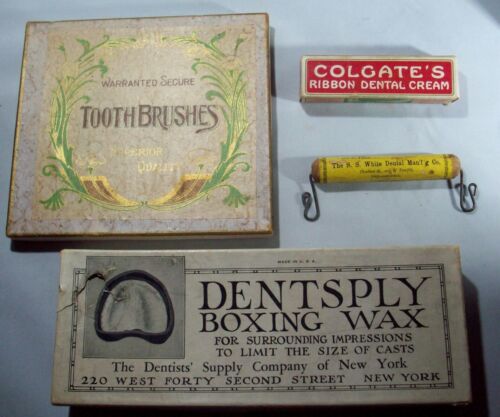 WARRANTED SECURE
TOOTHBRUSHES
SUPERIOR
QUALITY
COLGATE'S
RIBBON DENTAL CREAM
The S. S. White Dental Man'f'g Co.
MADE IN U.S.A.
DENTSPLY
BOXING WAX
FOR SURROUNDING IMPRESSIONS
TO LIMIT THE SIZE OF CASTS
The Dentists' Supply Company of New York
220 WEST FORTY SECOND STREET NEW YORK